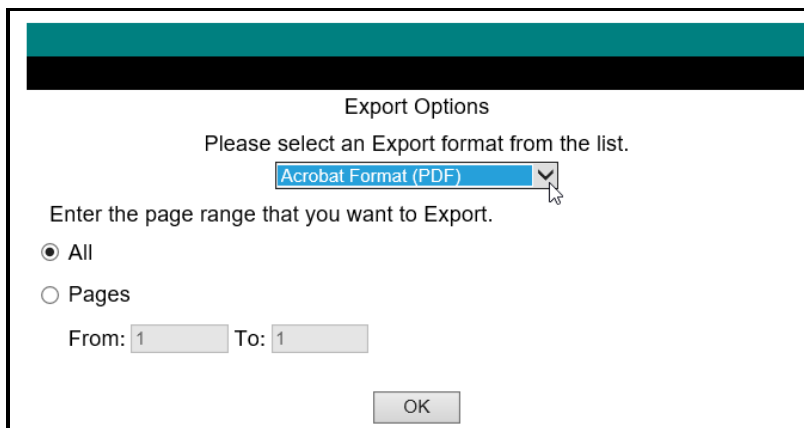 Export Options
Please select an Export format from the list.
Acrobat Format (PDF)
Enter the page range that you want to Export.
All
Pages
From: 1 To: 1
OK